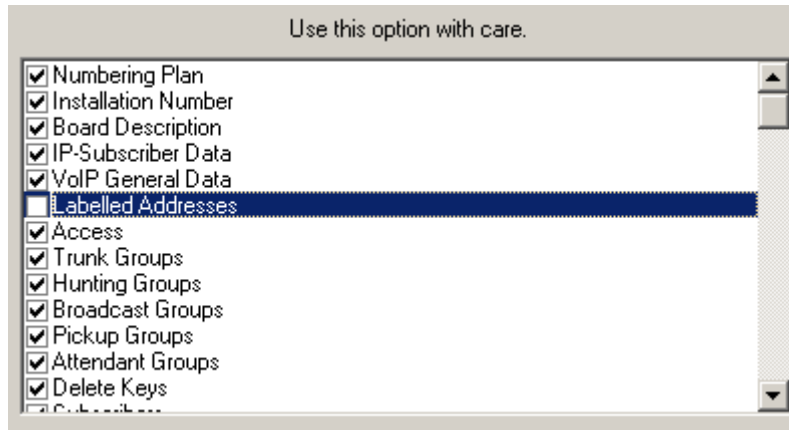 Use this option with care.
Numbering Plan
Installation Number
Board Description
IP-Subscriber Data
VoIP General Data
Labelled Addresses
Access
Trunk Groups
Hunting Groups
Broadcast Groups
Pickup Groups
Attendant Groups
Delete Keys